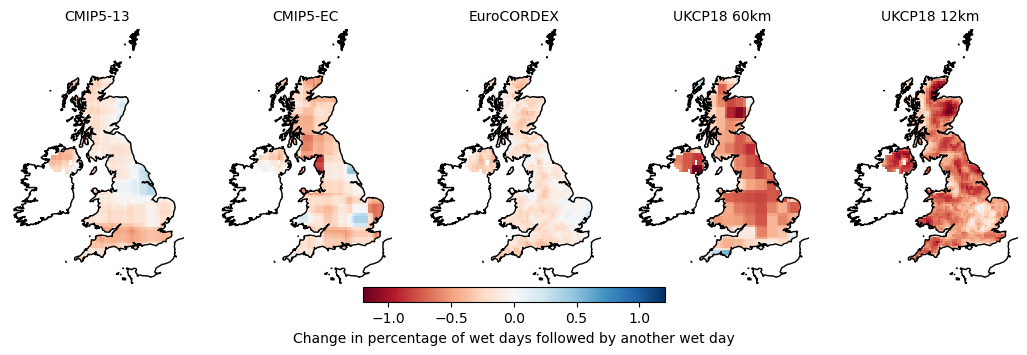 CMIP5-13 CMIP5-EC EuroCORDEX UKCP18 60km UKCP18 12km
−1.0 −0.5 0.0 0.5 1.0
Change in percentage of wet days followed by another wet day